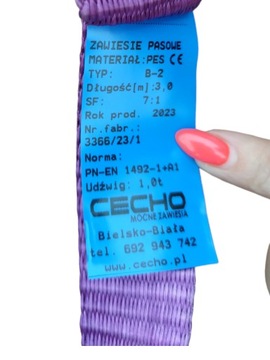 ZAWIESIE PASOWE
MATERIAŁ:PES CE
TYP: B-2
Długość[m]:3,0
SF: 7:1
Rok prod. 2023
Nr.fabr.:
3366/23/1
Norma:
PN-EN 1492-1+A1
Udźwig: 1,0t
CECHO
MOCNE ZAWIESIA
Bielsko-Biała
tel. 692 943 742
www.cecho.pl